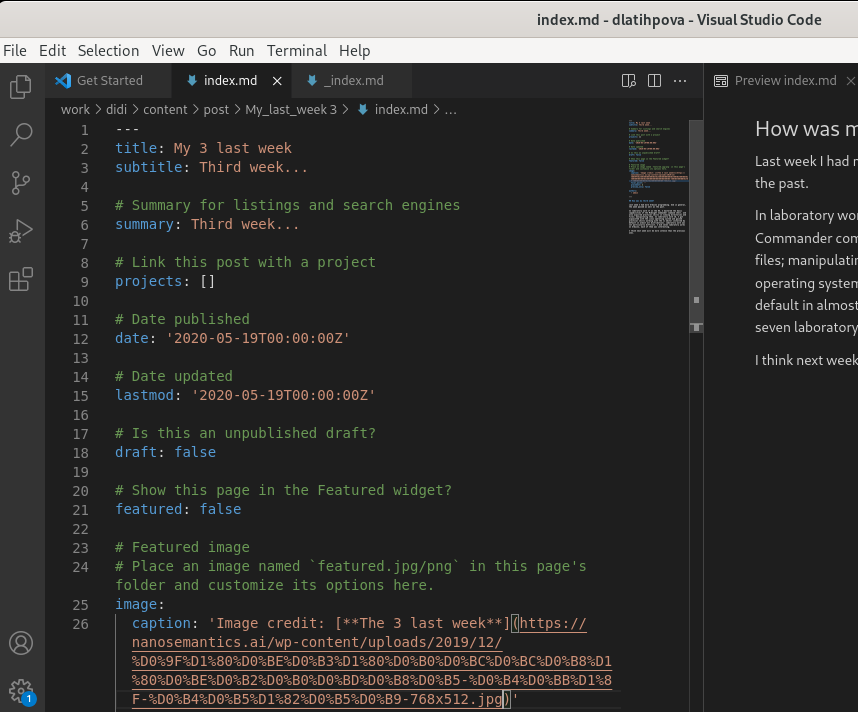 index.md - dlatihpova - Visual Studio Code
File Edit Selection View Go Run Terminal Help
Get Started index.md _index.md Preview index.md
work > didi > content > post > My_last_week 3 > index.md > ...
1 ---
2 title: My 3 last week
3 subtitle: Third week...
4
5 # Summary for listings and search engines
6 summary: Third week...
7
8 # Link this post with a project
9 projects: []
10
11 # Date published
12 date: '2020-05-19T00:00:00Z'
13
14 # Date updated
15 lastmod: '2020-05-19T00:00:00Z'
16
17 # Is this an unpublished draft?
18 draft: false
19
20 # Show this page in the Featured widget?
21 featured: false
22
23 # Featured image
24 # Place an image named `featured.jpg/png` in this page's
folder and customize its options here.
25 image:
26 caption: 'Image credit: [**The 3 last week**](https://
nanosemantics.ai/wp-content/uploads/2019/12/
%D0%9F%D1%80%D0%BE%D0%B3%D1%80%D0%B0%D0%BC%D0%BC%D0%B8%D1
%80%D0%BE%D0%B2%D0%B0%D0%BD%D0%B8%D0%B5-%D0%B4%D0%BB%D1%8
F-%D0%B4%D0%B5%D1%82%D0%B5%D0%B9-768x512.jpg)'
1
How was m
Last week I had
the past.
In laboratory wor
Commander com
files; manipulatin
operating system
default in almost
seven laboratory
I think next week